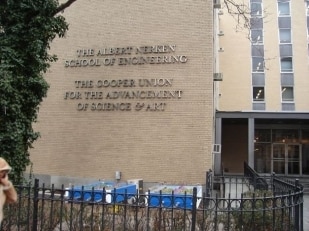 THE ALBERT NERKEN
SCHOOL OF ENGINEERING
THE COOPER UNION
FOR THE ADVANCEMENT
OF SCIENCE & ART